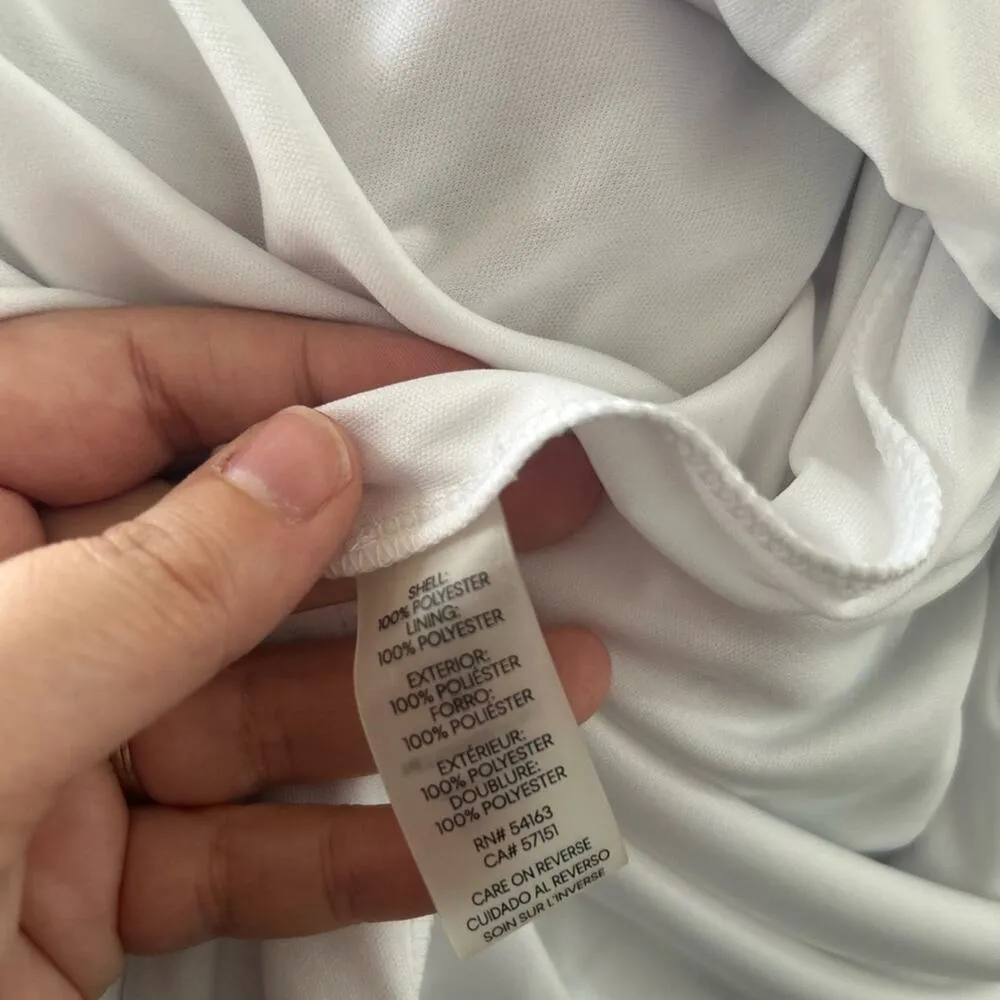 SHELL:
100% POLYESTER
LINING:
100% POLYESTER
EXTERIOR:
100% POLIÉSTER
FORRO:
100% POLIÉSTER
EXTÉRIEUR:
100% POLYESTER
DOUBLURE:
100% POLYESTER
RN# 54163
CA# 57151
CARE ON REVERSE
CUIDADO AL REVERSO
SOIN SUR L'INVERSE